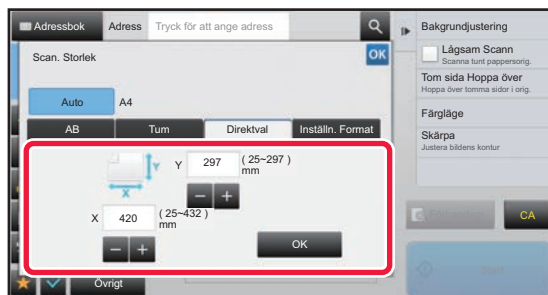 Adressbok
Adress
Tryck för att ange adress
Scan. Storlek
OK
Auto
A4
AB
Tum
Direktval
Inställn. Format
Y
Y
297
( 25~297 )
mm
X
X
420
( 25~432 )
mm
OK
Övrigt
Bakgrundjustering
Lågsam Scann
Scanna tunt pappersorig.
Tom sida Hoppa över
Hoppa över tomma sidor i orig.
Färgläge
Skärpa
Justera bildens kontur
CA
Start